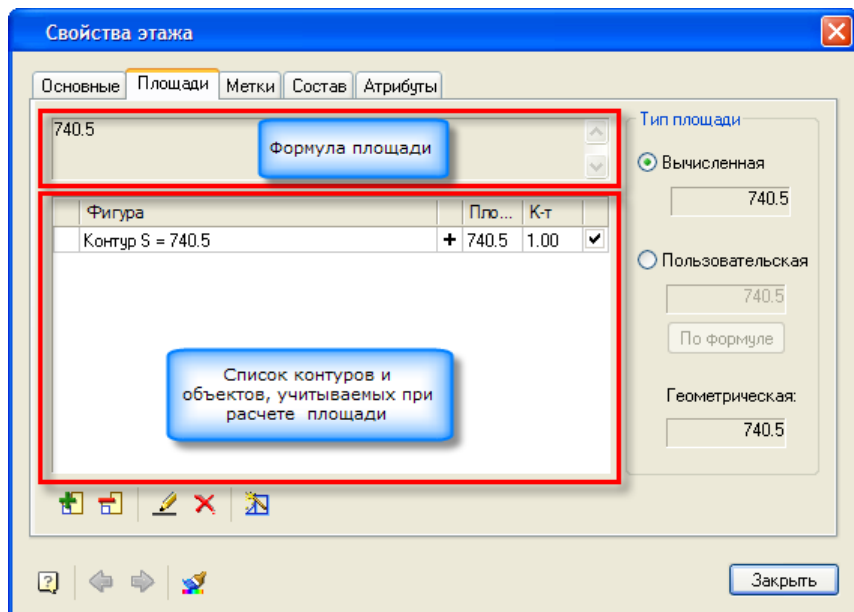 Свойства этажа
Основные Площади Метки Состав Атрибуты
740.5
Формула площади
Фигура Пло... К-т
Контур S = 740.5 + 740.5 1.00
Список контуров и
объектов, учитываемых при
расчете площади
Тип площади
Вычисленная
740.5
Пользовательская
740.5
По формуле
Геометрическая:
740.5
Закрыть